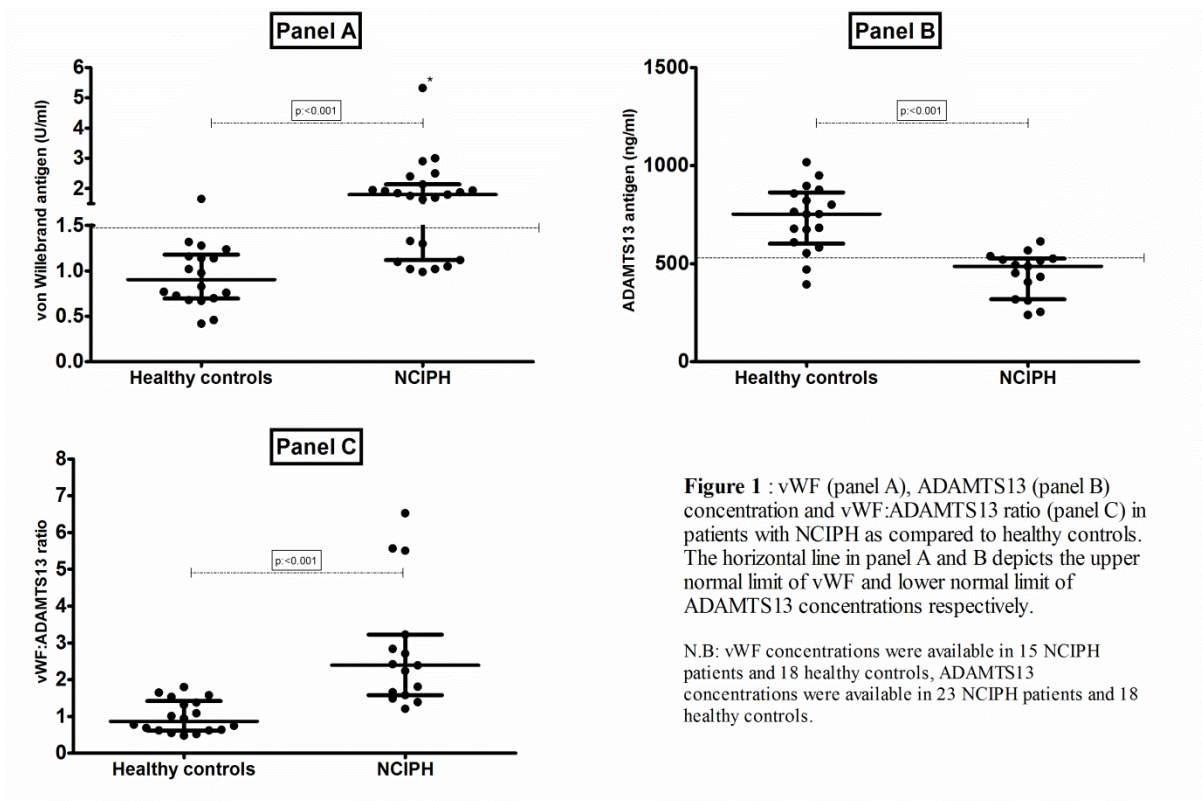 Panel A
von Willebrand antigen (U/ml)
6
5
4
3
2
1.5
1.0
0.5
0.0
*
p:<0.001
Healthy controls
NCIPH
Panel B
ADAMTS13 antigen (ng/ml)
1500
1000
500
0
p:<0.001
Healthy controls
NCIPH
Panel C
vWF:ADAMTS13 ratio
8
7
6
5
4
3
2
1
0
p:<0.001
Healthy controls
NCIPH
Figure 1 : vWF (panel A), ADAMTS13 (panel B)
concentration and vWF:ADAMTS13 ratio (panel C) in
patients with NCIPH as compared to healthy controls.
The horizontal line in panel A and B depicts the upper
normal limit of vWF and lower normal limit of
ADAMTS13 concentrations respectively.
N.B: vWF concentrations were available in 15 NCIPH
patients and 18 healthy controls, ADAMTS13
concentrations were available in 23 NCIPH patients and 18
healthy controls.